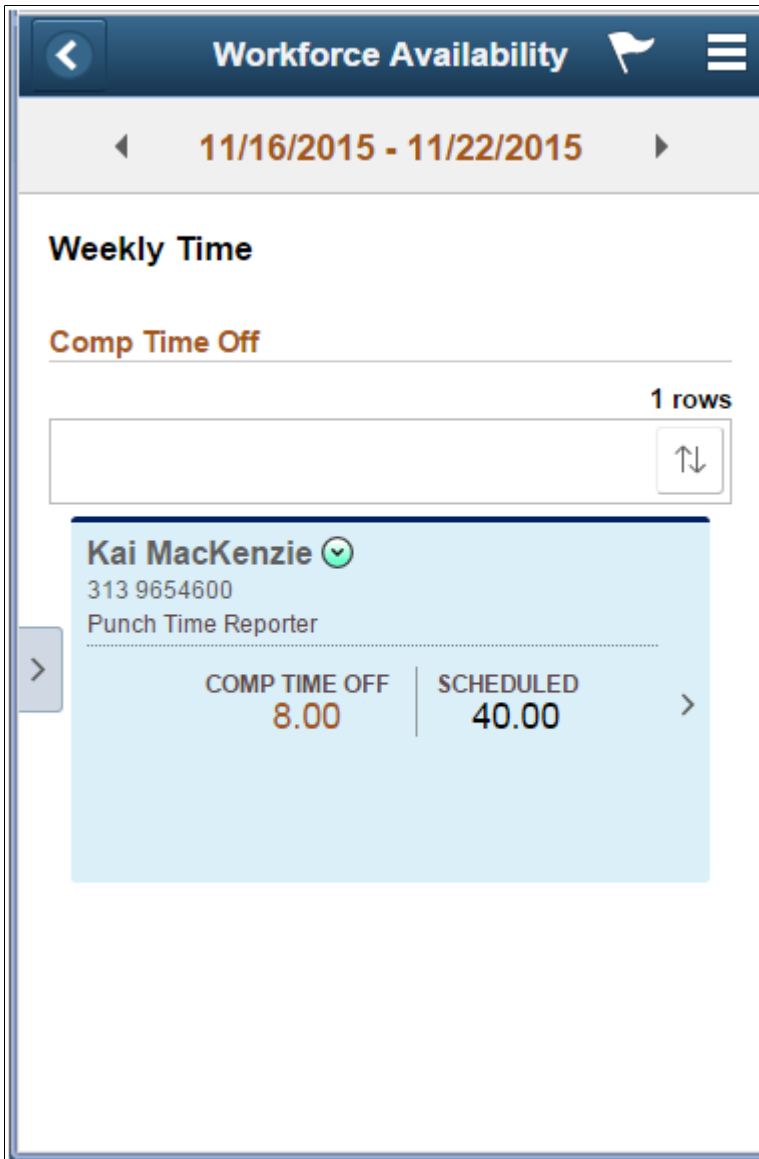 Workforce Availability
11/16/2015 - 11/22/2015
Weekly Time
Comp Time Off
1 rows
Kai MacKenzie
313 9654600
Punch Time Reporter
COMP TIME OFF SCHEDULED
8.00 40.00